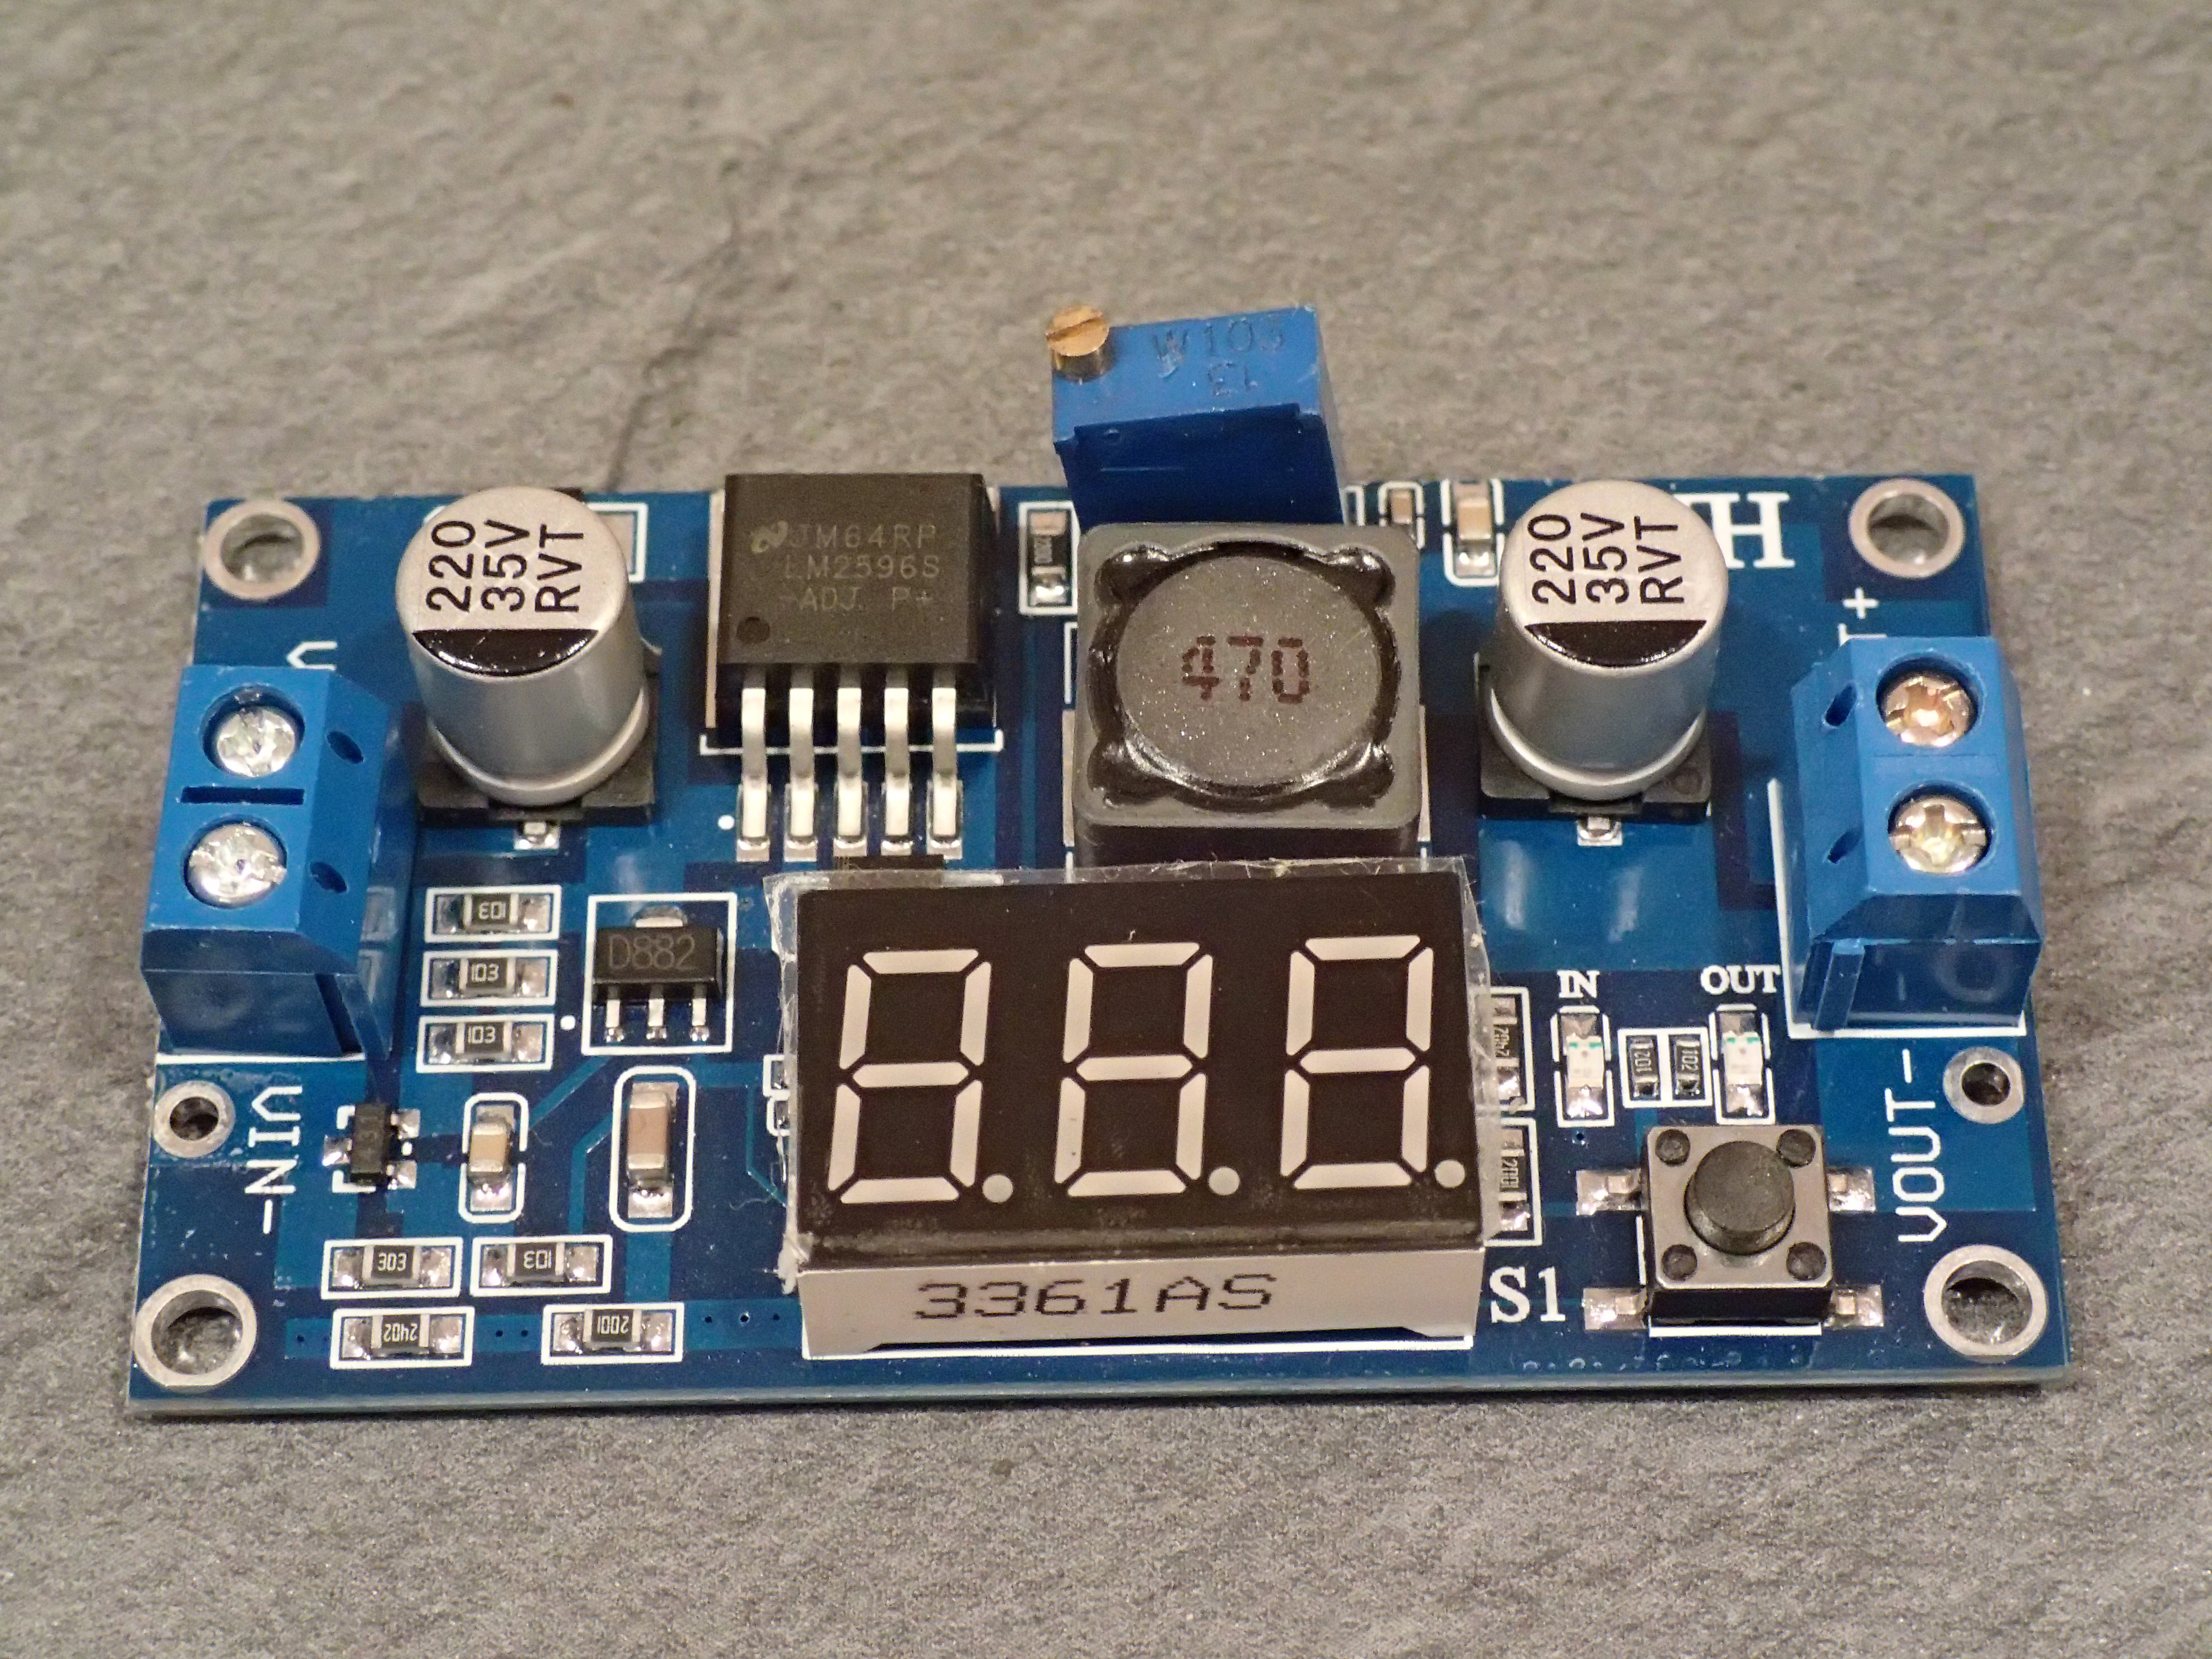 W103
220
35V
RVT
JM64RP
LM2596S
-ADJ P+
470
220
35V
RVT
H
T+
103
103
103
D882
IN
OUT
102
102
2001
VIN-
VOUT-
303
103
2402
2001
3361AS
S1